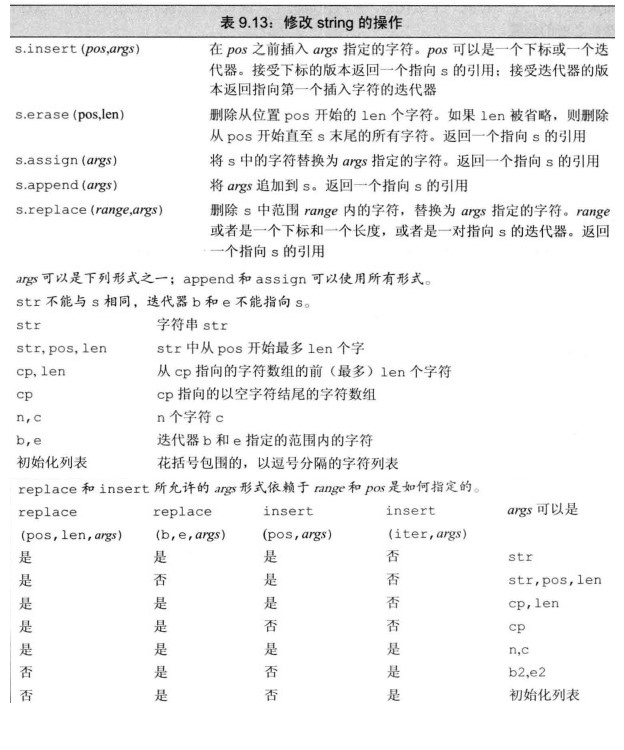 表 9.13：修改 string 的操作
s.insert(pos,args) 在 pos 之前插入 args 指定的字符。pos 可以是一个下标或一个迭
代器。接受下标的版本返回一个指向 s 的引用；接受迭代器的版
本返回指向第一个插入字符的迭代器
s.erase(pos,len) 删除从位置 pos 开始的 len 个字符。如果 len 被省略，则删除
从 pos 开始直至 s 末尾的所有字符。返回一个指向 s 的引用
s.assign(args) 将 s 中的字符替换为 args 指定的字符。返回一个指向 s 的引用
s.append(args) 将 args 追加到 s。返回一个指向 s 的引用
s.replace(range,args) 删除 s 中范围 range 内的字符，替换为 args 指定的字符。range
或者是一个下标和一个长度，或者是一对指向 s 的迭代器。返回
一个指向 s 的引用
args 可以是下列形式之一；append 和 assign 可以使用所有形式。
str 不能与 s 相同，迭代器 b 和 e 不能指向 s。
str 字符串 str
str,pos,len str 中从 pos 开始最多 len 个字
cp,len 从 cp 指向的字符数组的前（最多）len 个字符
cp cp 指向的以空字符结尾的字符数组
n,c n 个字符 c
b,e 迭代器 b 和 e 指定的范围内的字符
初始化列表 花括号包围的，以逗号分隔的字符列表
replace 和 insert 所允许的 args 形式依赖于 range 和 pos 是如何指定的。
replace replace insert insert args 可以是
(pos,len,args) (b,e,args) (pos,args) (iter,args)
是 是 是 否 str
是 否 是 否 str,pos,len
是 是 是 否 cp,len
是 是 否 否 cp
是 是 是 是 n,c
否 是 否 是 b2,e2
否 是 否 是 初始化列表